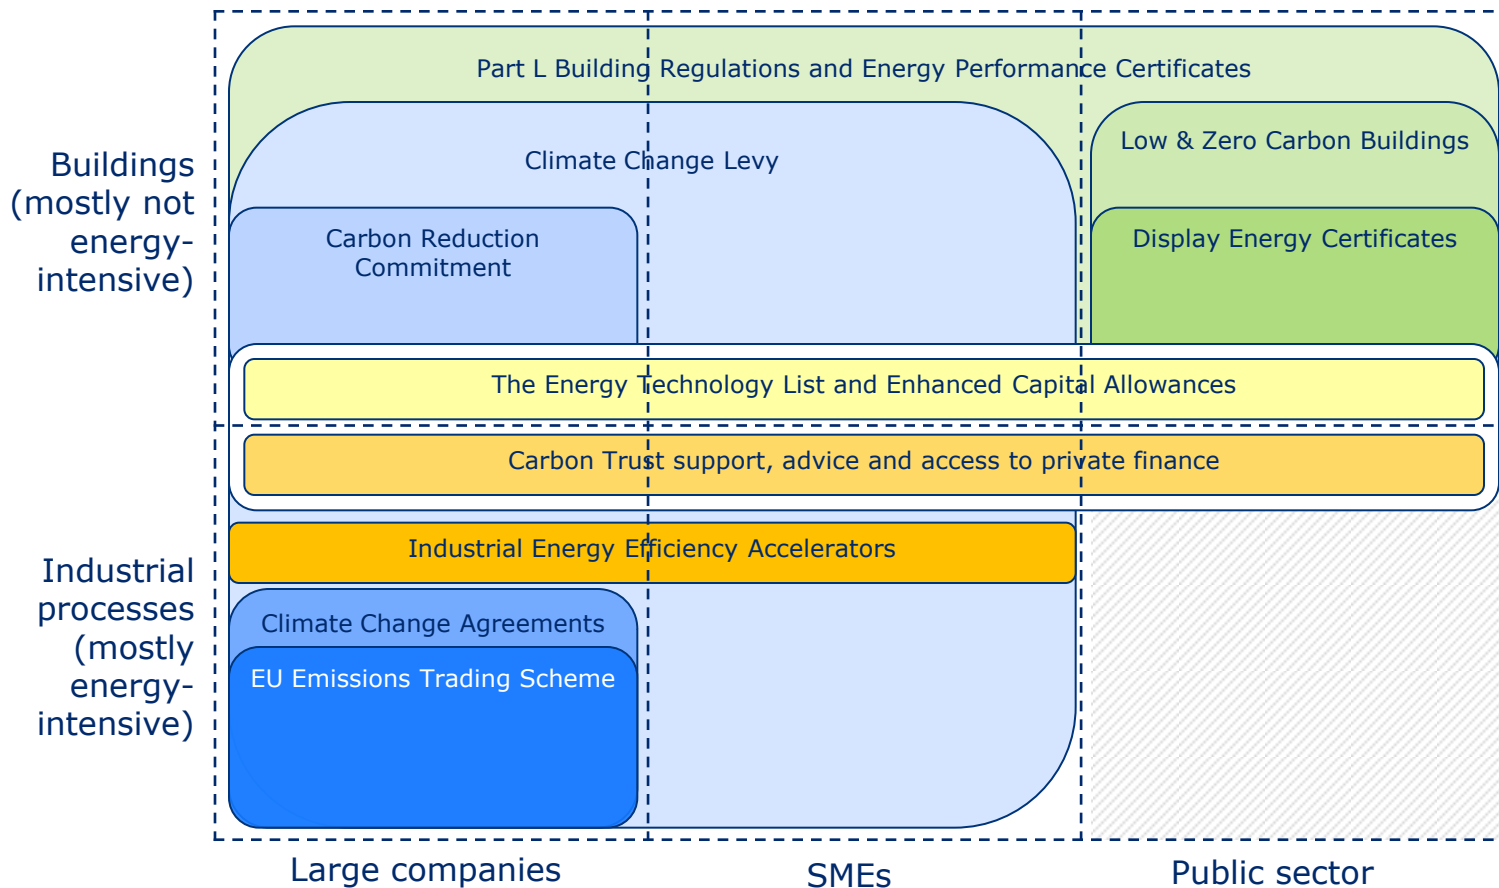 Part L Building Regulations and Energy Performance Certificates
Low & Zero Carbon Buildings
Climate Change Levy
Buildings
(mostly not
energy-
intensive)
Carbon Reduction
Commitment
Display Energy Certificates
The Energy Technology List and Enhanced Capital Allowances
Carbon Trust support, advice and access to private finance
Industrial Energy Efficiency Accelerators
Industrial
processes
(mostly
energy-
intensive)
Climate Change Agreements
EU Emissions Trading Scheme
Large companies
SMEs
Public sector